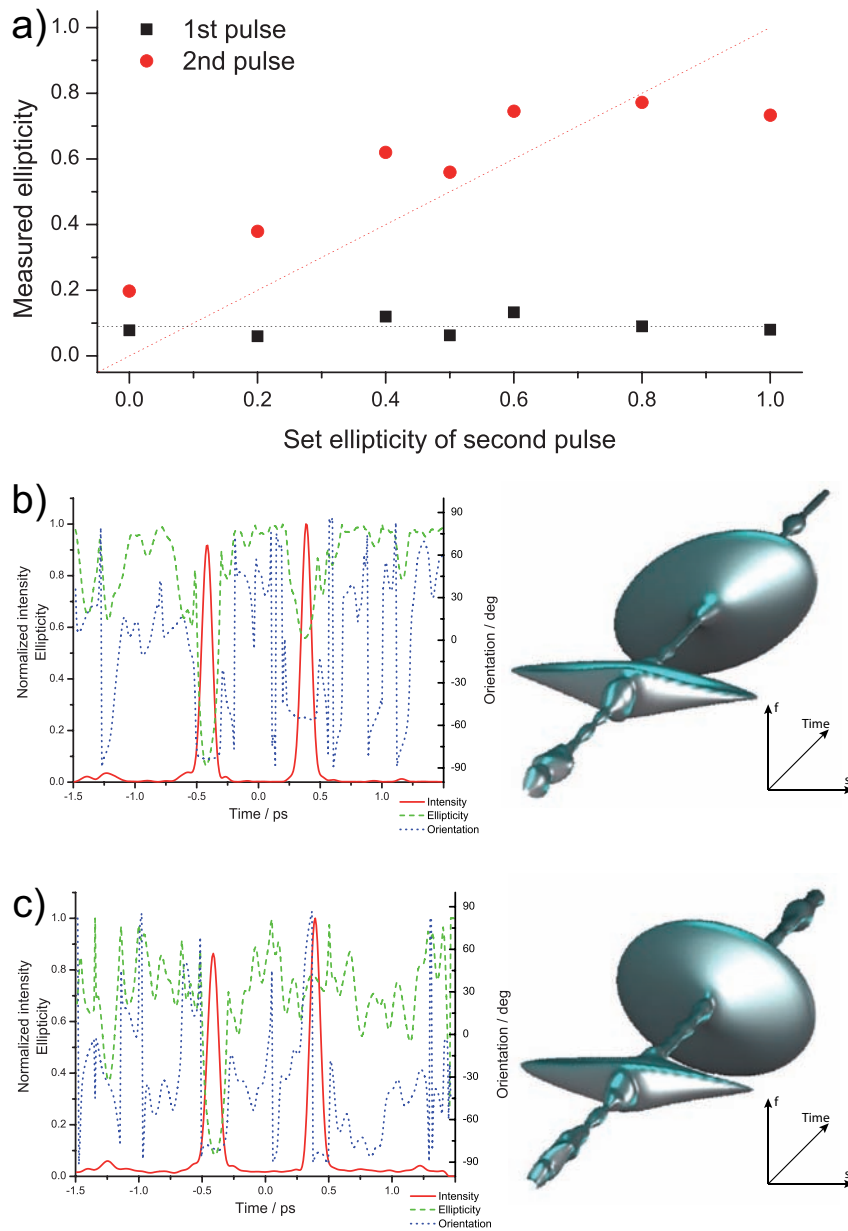 a)
1st pulse
2nd pulse
1.0
0.8
0.6
0.4
0.2
0.0
Measured ellipticity
0.0 0.2 0.4 0.6 0.8 1.0
Set ellipticity of second pulse
b)
1.0
0.8
0.6
0.4
0.2
0.0
Normalized intensity
Ellipticity
90
60
30
0
-30
-60
-90
Orientation / deg
-1.5 -1.0 -0.5 0.0 0.5 1.0
Time / ps
Intensity
Ellipticity
Orientation
f
Time
s
c)
1.0
0.8
0.6
0.4
0.2
0.0
Normalized intensity
Ellipticity
90
60
30
0
-30
-60
-90
Orientation / deg
-1.5 -1.0 -0.5 0.0 0.5 1.0
Time / ps
Intensity
Ellipticity
Orientation
f
Time
s